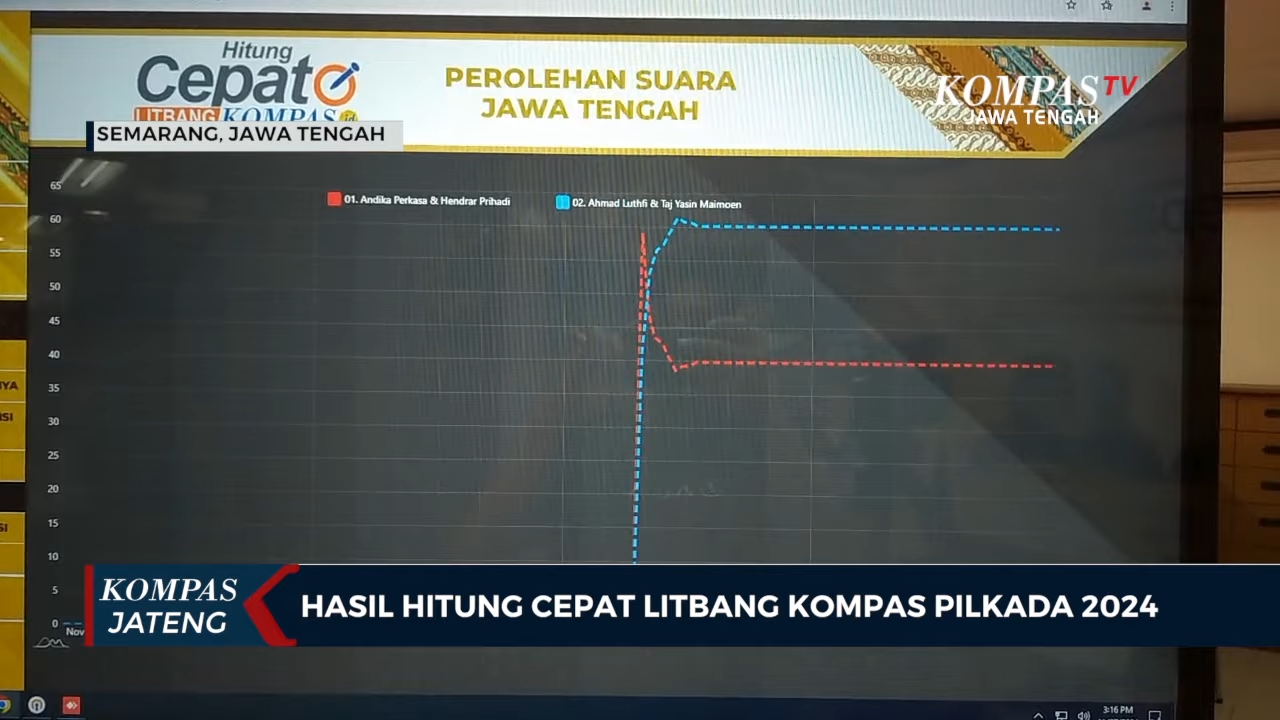 Hitung
Cepat
LITBANG KOMPAS.id
PEROLEHAN SUARA
JAWA TENGAH
KOMPAS TV
JAWA TENGAH
SEMARANG, JAWA TENGAH
01. Andika Perkasa & Hendrar Prihadi
02. Ahmad Luthfi & Taj Yasin Maimoen
65
60
55
50
45
40
35
30
25
20
15
10
5
0
Nov
KOMPAS
JATENG
HASIL HITUNG CEPAT LITBANG KOMPAS PILKADA 2024
3:16 PM